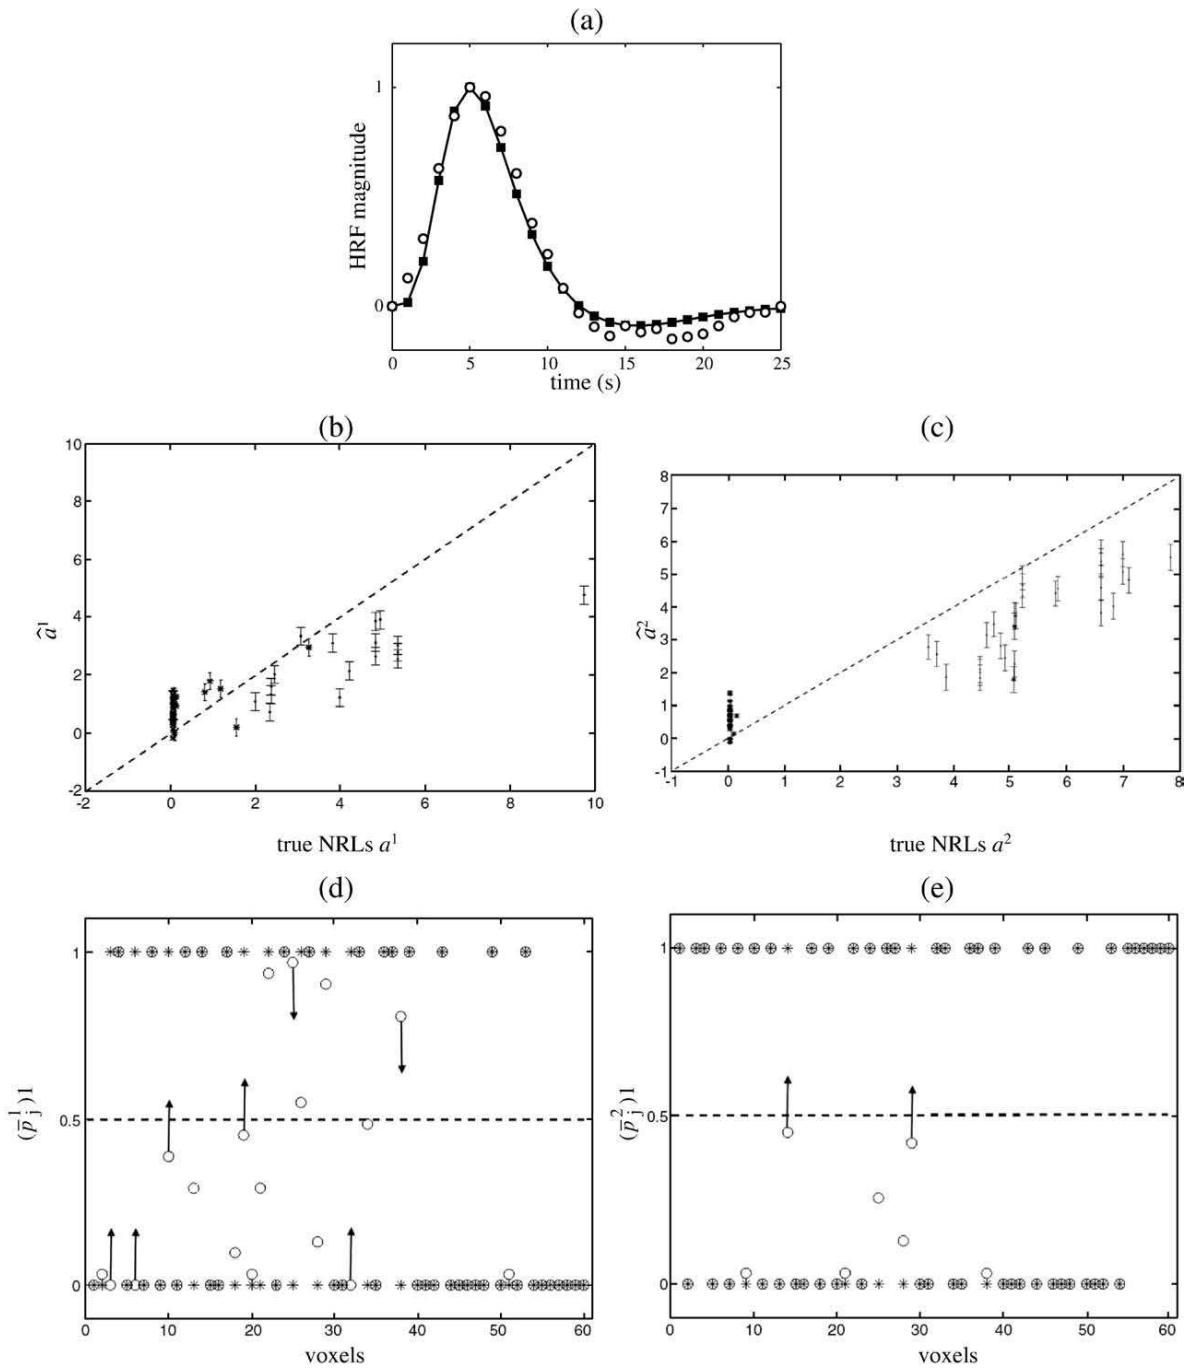 (a)
HRF magnitude
1
0
0 5 10 15 20 25
time (s)
(b)
10
8
6
4
2
0
-2
-2 0 2 4 6 8 10
â¹
true NRLs a¹
(c)
8
7
6
5
4
3
2
1
0
-1
-1 0 1 2 3 4 5 6 7 8
â²
true NRLs a²
(d)
1
0.5
0
0 10 20 30 40 50 60
(p̅¹ⱼ)1
voxels
(e)
1
0.5
0
0 10 20 30 40 50 60
(p̅²ⱼ)1
voxels